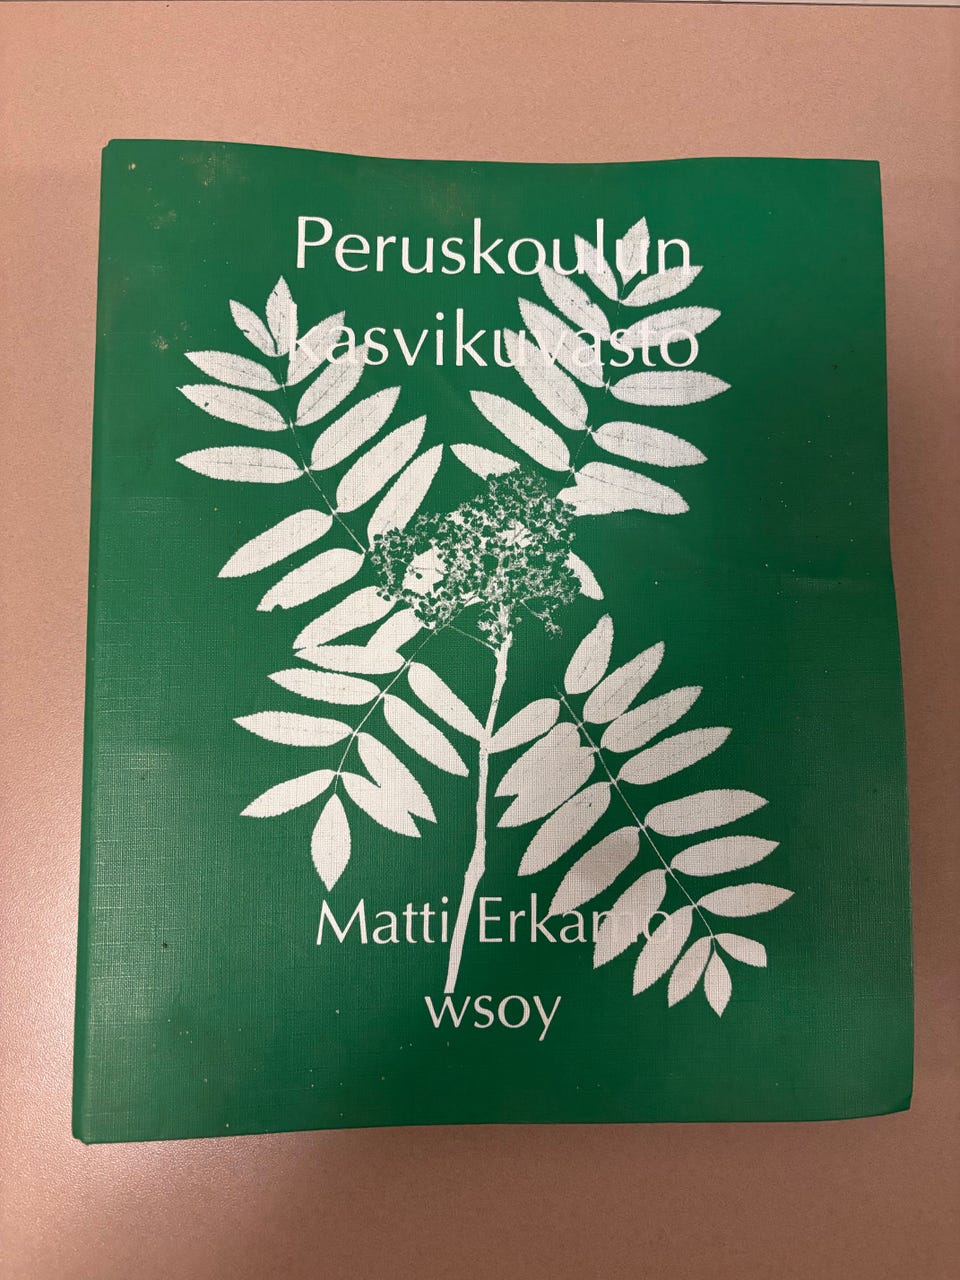 Peruskoulun
kasvikuvasto
Matti Erkamo
wsoy